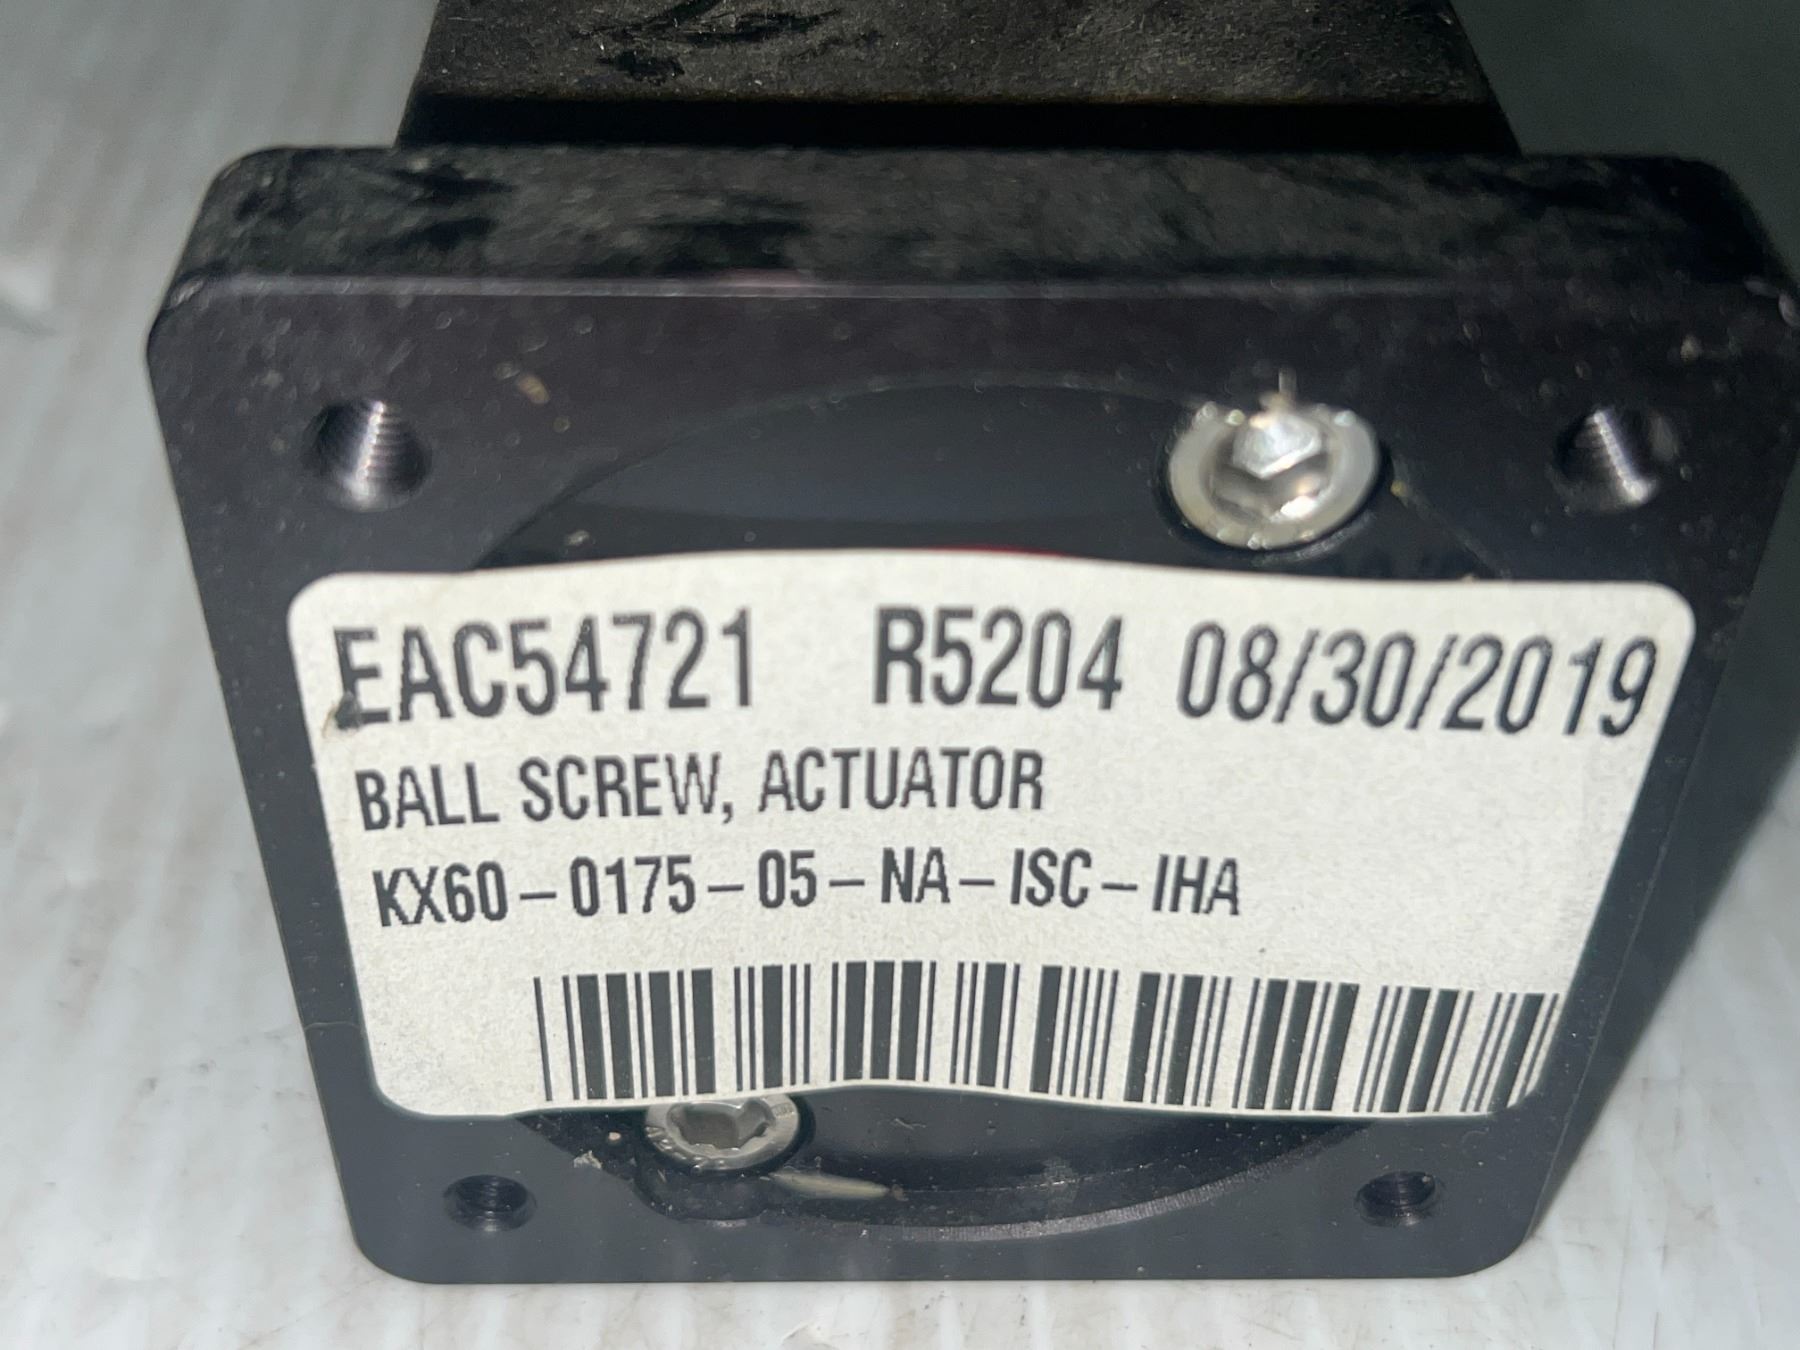 EAC54721 R5204 08/30/2019
BALL SCREW, ACTUATOR
KX60-0175-05-NA-ISC-IHA